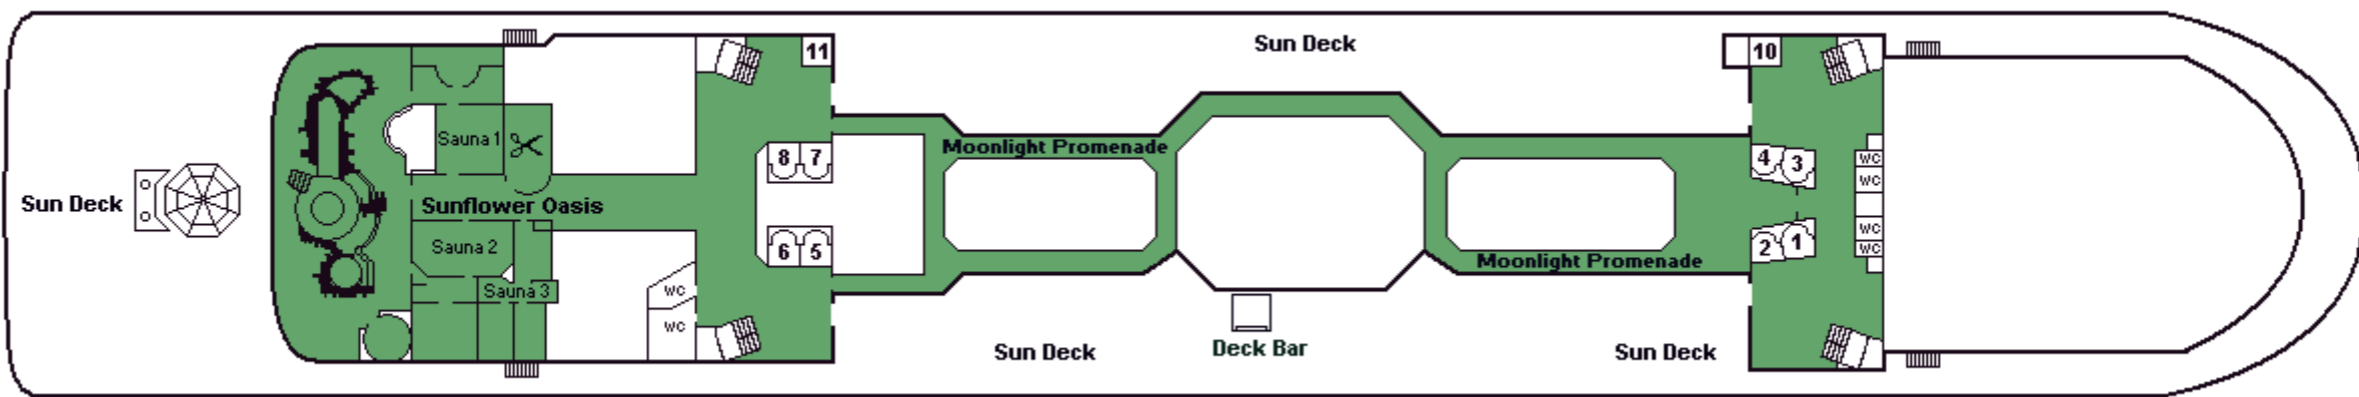 Sun Deck
11
10
Sauna 1
Moonlight Promenade
8 7
4 3
WC
WC
Sun Deck
Sunflower Oasis
Sauna 2
6 5
2 1
WC
WC
Moonlight Promenade
Sauna 3
WC
WC
Sun Deck
Deck Bar
Sun Deck